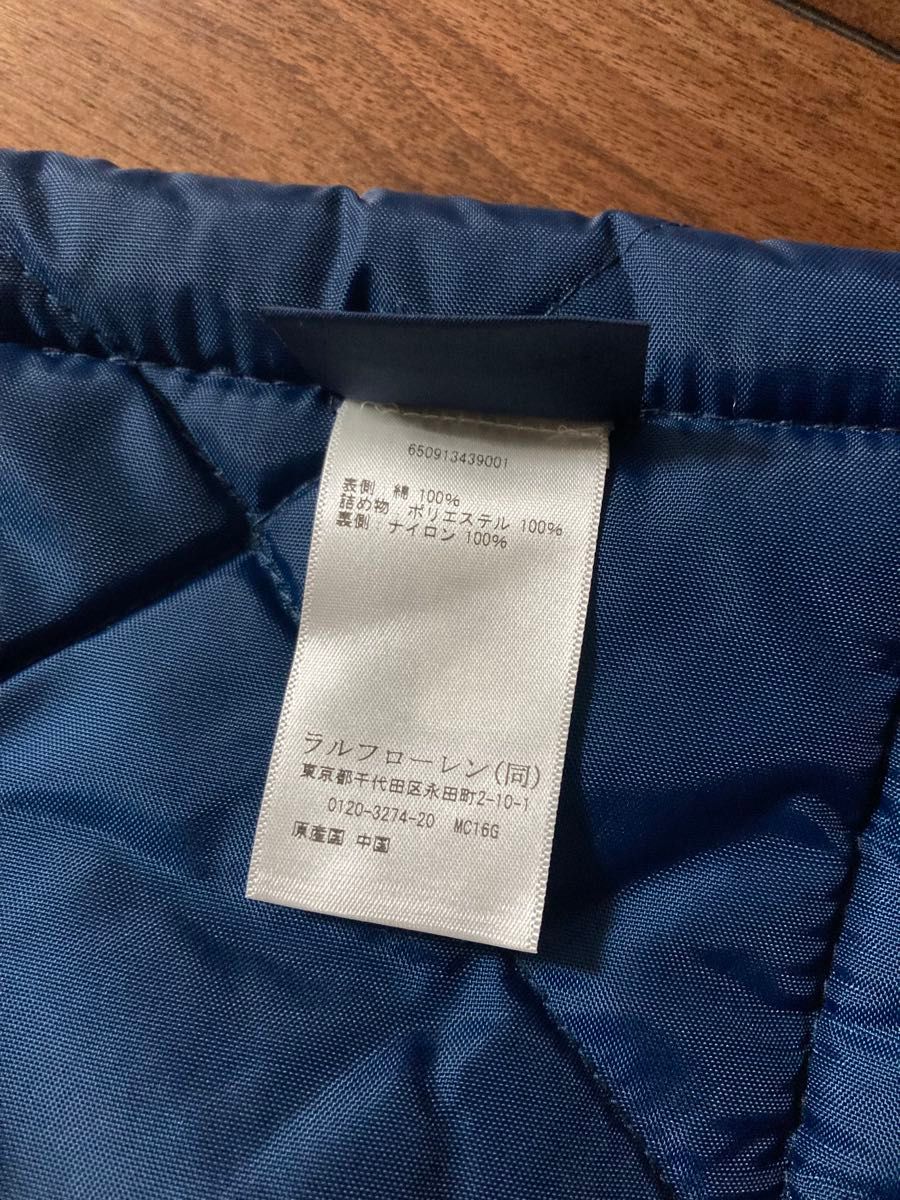 650913439001
表側 綿 100%
詰め物 ポリエステル 100%
裏側 ナイロン 100%
ラルフローレン(同)
東京都千代田区永田町2-10-1
0120-3274-20 MC16G
原産国 中国